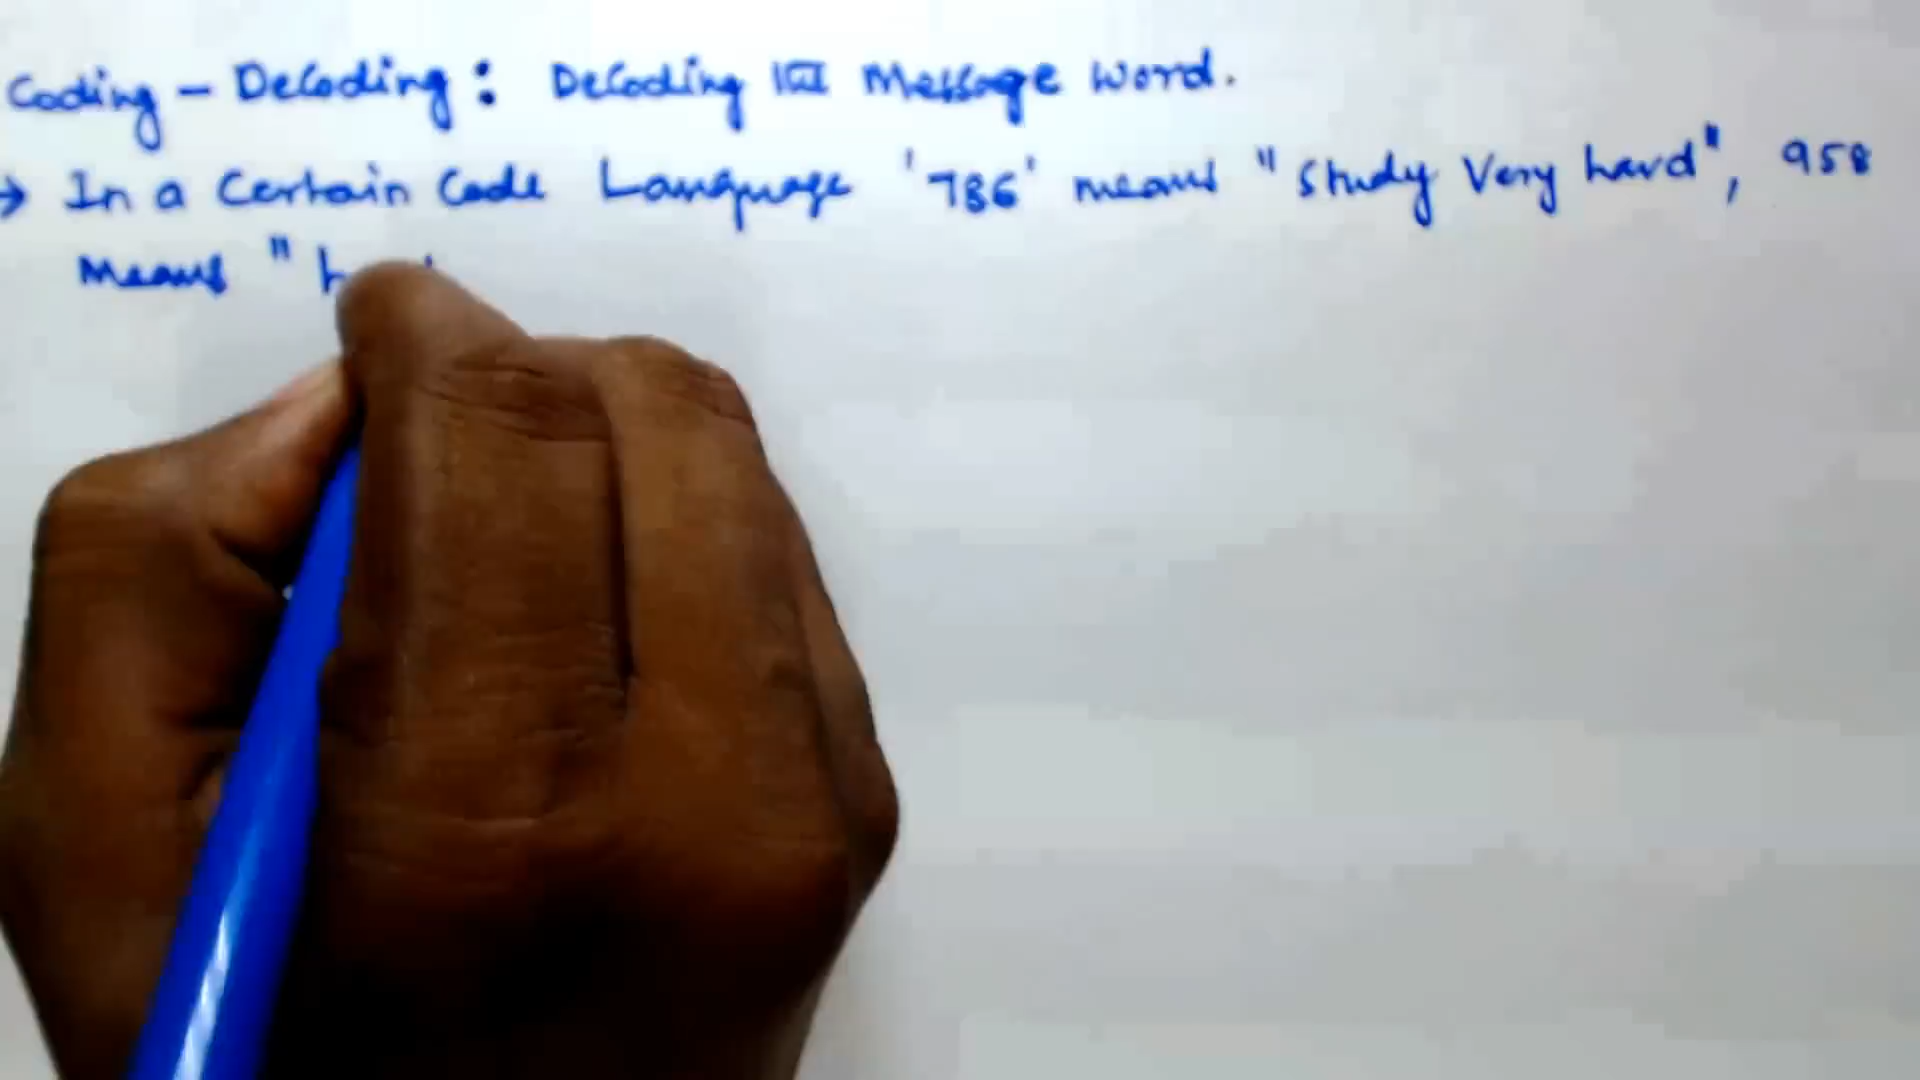 Coding - Decoding : Decoding III Message Word.
→ In a Certain Code Language '786' means "Study Very hard", 958
means "